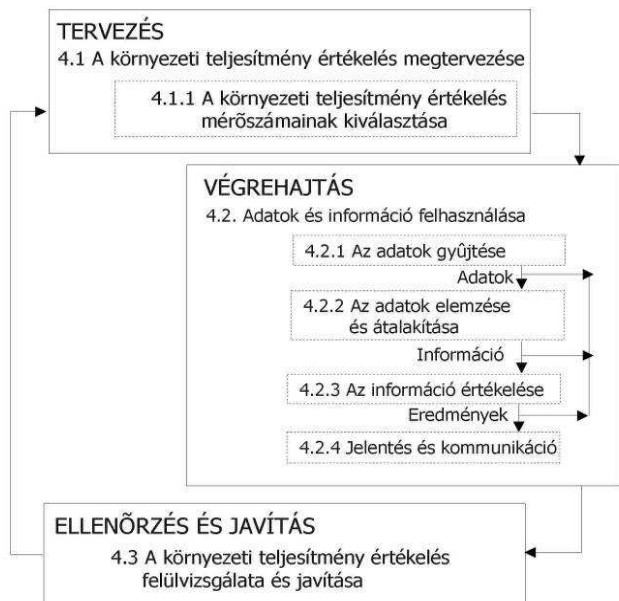 TERVEZÉS
4.1 A környezeti teljesítmény értékelés megtervezése
4.1.1 A környezeti teljesítmény értékelés
mérõszámainak kiválasztása
VÉGREHAJTÁS
4.2. Adatok és információ felhasználása
4.2.1 Az adatok gyûjtése
Adatok
4.2.2 Az adatok elemzése
és átalakítása
Információ
4.2.3 Az információ értékelése
Eredmények
4.2.4 Jelentés és kommunikáció
ELLENÕRZÉS ÉS JAVÍTÁS
4.3 A környezeti teljesítmény értékelés
felülvizsgálata és javítása